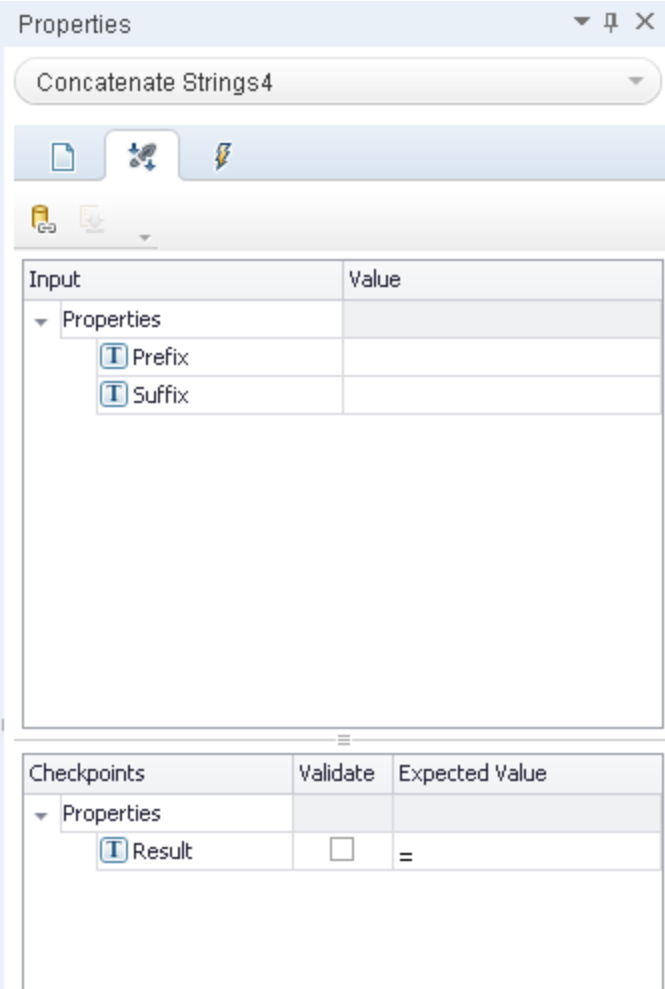 Properties
Concatenate Strings4
Input Value
Properties
T Prefix
T Suffix
Checkpoints Validate Expected Value
Properties
T Result =